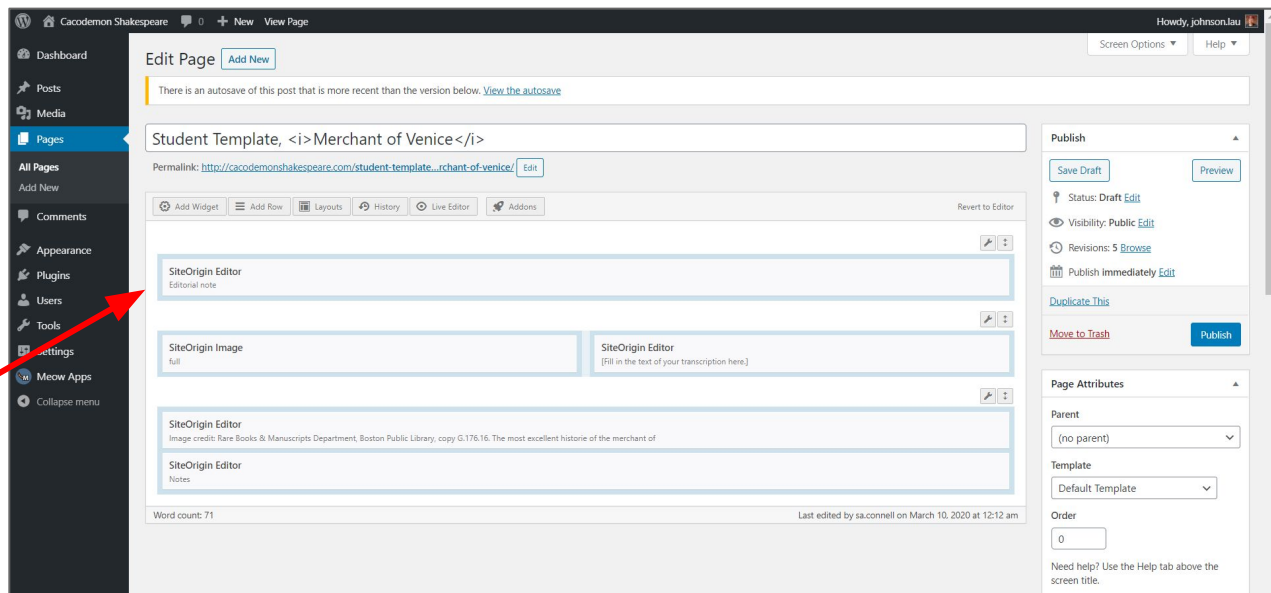 Cacodemon Shakespeare 0 New View Page Howdy, johnson.lau
Screen Options Help
Dashboard
Posts
Media
Pages
All Pages
Add New
Comments
Appearance
Plugins
Users
Tools
Settings
Meow Apps
Collapse menu
Edit Page Add New
There is an autosave of this post that is more recent than the version below. View the autosave
Student Template, <i>Merchant of Venice</i>
Permalink: http://cacodemonshakespeare.com/student-template...rchant-of-venice/ Edit
Add Widget Add Row Layouts History Live Editor Addons Revert to Editor
SiteOrigin Editor
Editorial note
SiteOrigin Image
full
SiteOrigin Editor
[Fill in the text of your transcription here.]
SiteOrigin Editor
Image credit: Rare Books & Manuscripts Department, Boston Public Library, copy G.176.16. The most excellent historie of the merchant of
SiteOrigin Editor
Notes
Word count: 71 Last edited by sa.connell on March 10, 2020 at 12:12 am
Publish
Save Draft Preview
Status: Draft Edit
Visibility: Public Edit
Revisions: 5 Browse
Publish immediately Edit
Duplicate This
Move to Trash Publish
Page Attributes
Parent
(no parent)
Template
Default Template
Order
0
Need help? Use the Help tab above the
screen title.